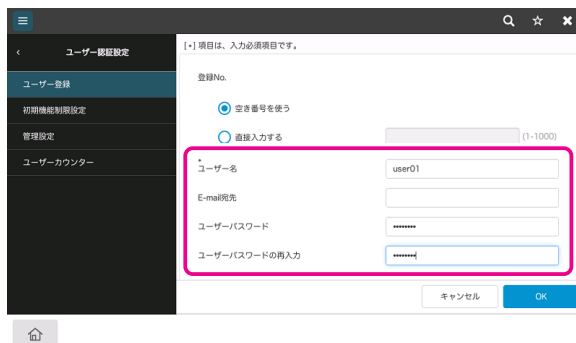 ユーザー認証設定
ユーザー登録
初期機能制限設定
管理設定
ユーザーカウンター
[*] 項目は、入力必須項目です。
登録No.
空き番号を使う
直接入力する
(1-1000)
*
ユーザー名
user01
E-mail宛先
ユーザーパスワード
••••••••
ユーザーパスワードの再入力
••••••••
キャンセル
OK